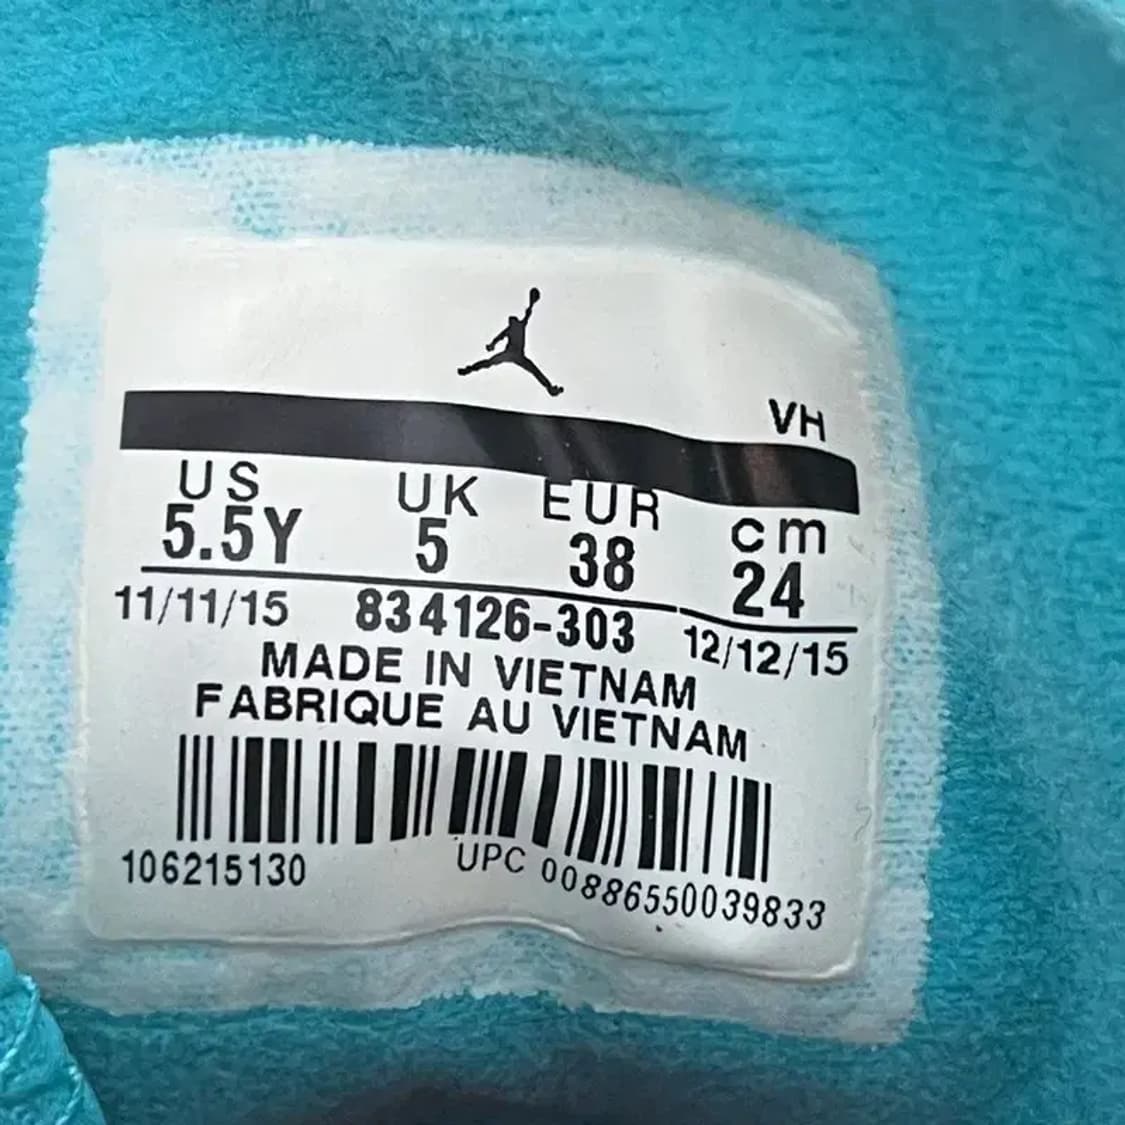 VH
US UK EUR cm
5.5Y 5 38 24
11/11/15 834126-303 12/12/15
MADE IN VIETNAM
FABRIQUE AU VIETNAM
106215130 UPC 00886550039833